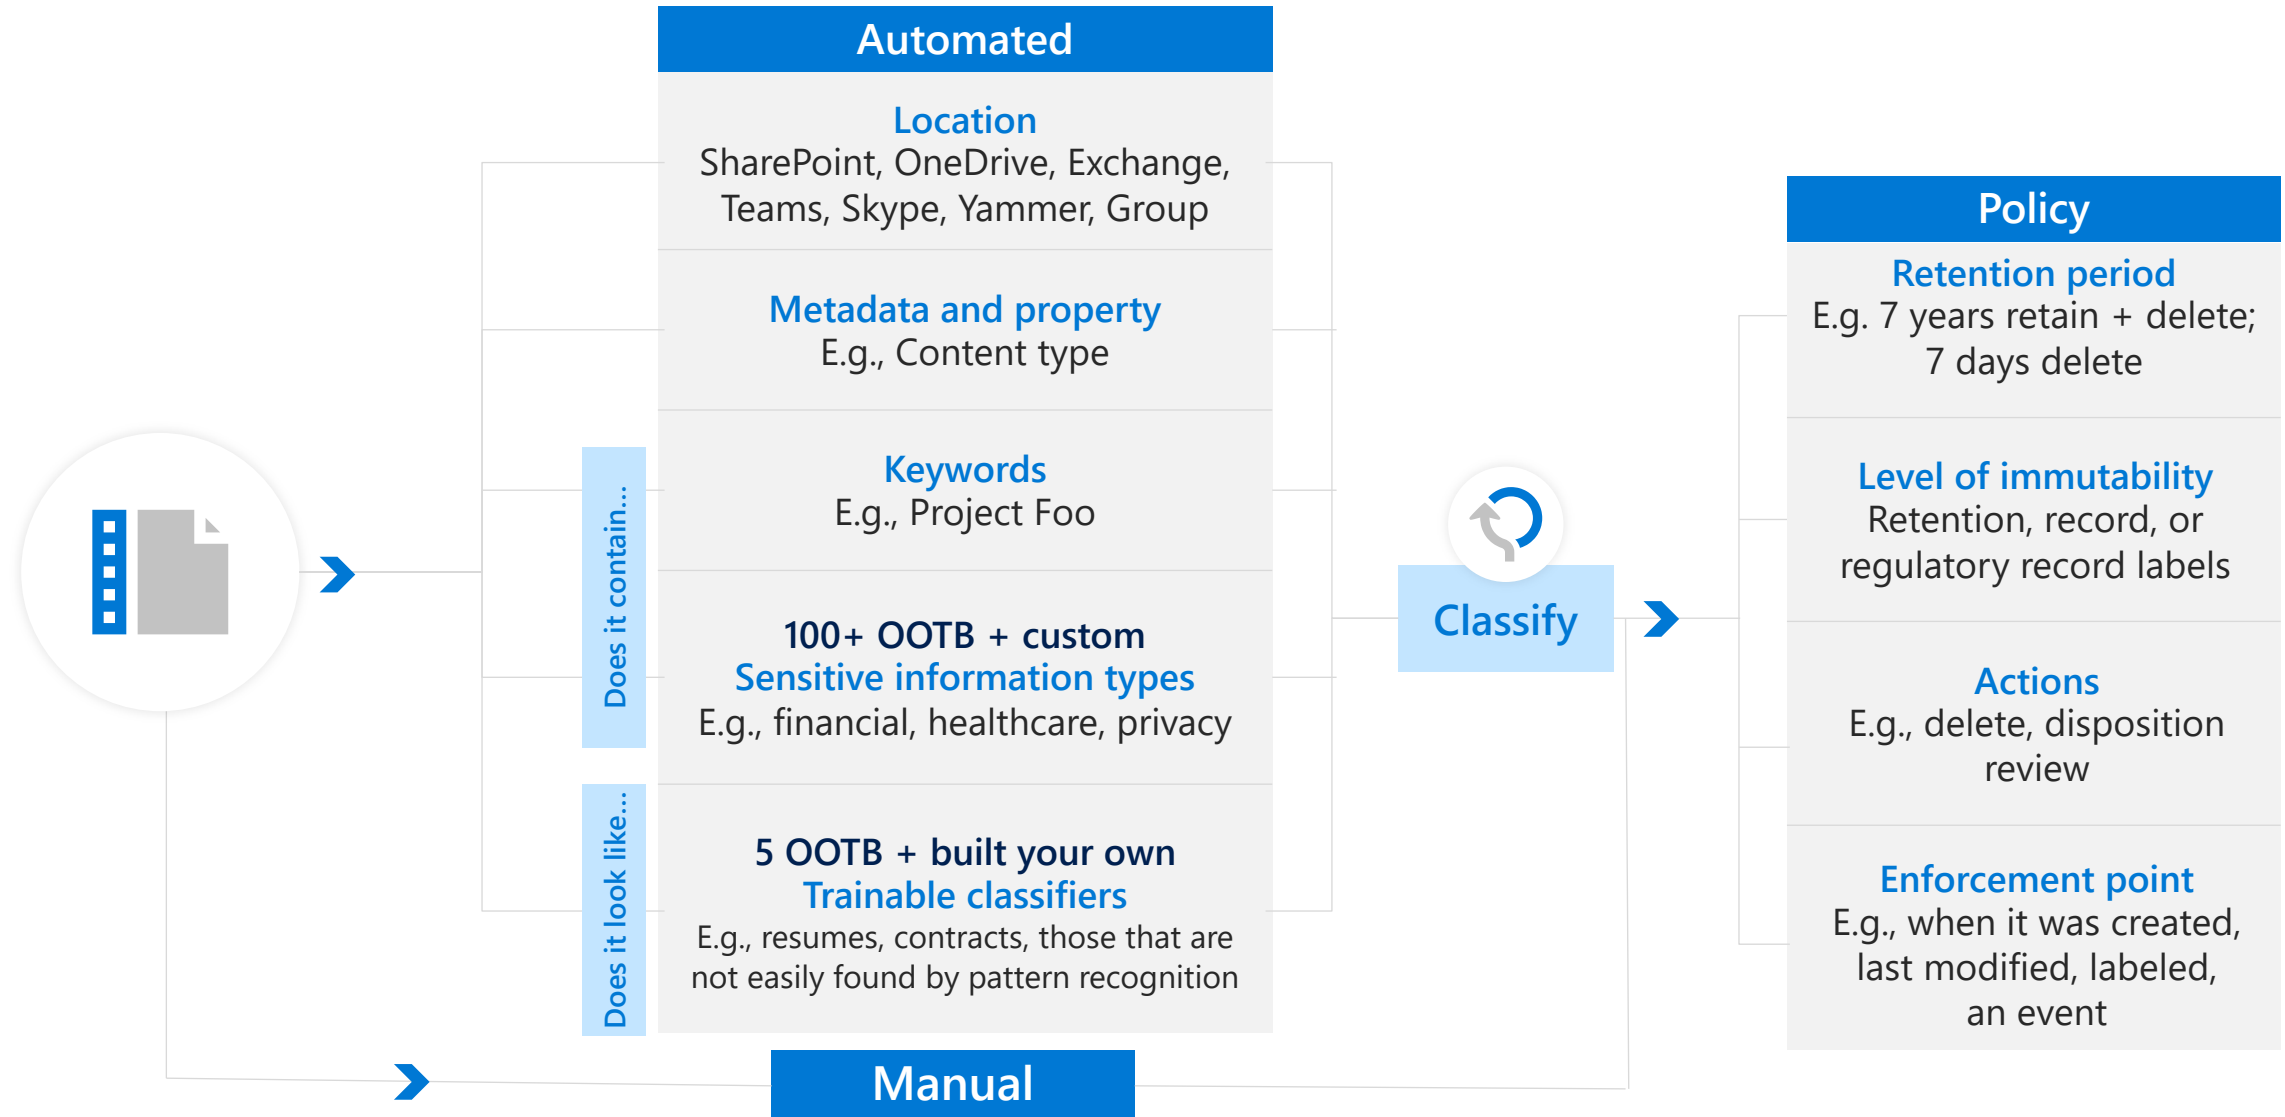 Automated
Location
SharePoint, OneDrive, Exchange,
Teams, Skype, Yammer, Group
Metadata and property
E.g., Content type
Does it contain...
Keywords
E.g., Project Foo
100+ OOTB + custom
Sensitive information types
E.g., financial, healthcare, privacy
Does it look like...
5 OOTB + built your own
Trainable classifiers
E.g., resumes, contracts, those that are
not easily found by pattern recognition
Manual
Classify
Policy
Retention period
E.g. 7 years retain + delete;
7 days delete
Level of immutability
Retention, record, or
regulatory record labels
Actions
E.g., delete, disposition
review
Enforcement point
E.g., when it was created,
last modified, labeled,
an event